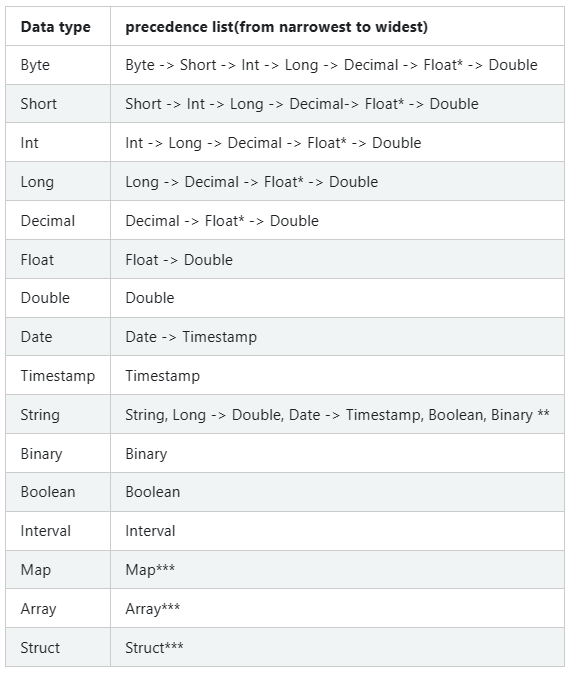 Data type precedence list(from narrowest to widest)
Byte Byte -> Short -> Int -> Long -> Decimal -> Float* -> Double
Short Short -> Int -> Long -> Decimal-> Float* -> Double
Int Int -> Long -> Decimal -> Float* -> Double
Long Long -> Decimal -> Float* -> Double
Decimal Decimal -> Float* -> Double
Float Float -> Double
Double Double
Date Date -> Timestamp
Timestamp Timestamp
String String, Long -> Double, Date -> Timestamp, Boolean, Binary **
Binary Binary
Boolean Boolean
Interval Interval
Map Map***
Array Array***
Struct Struct***